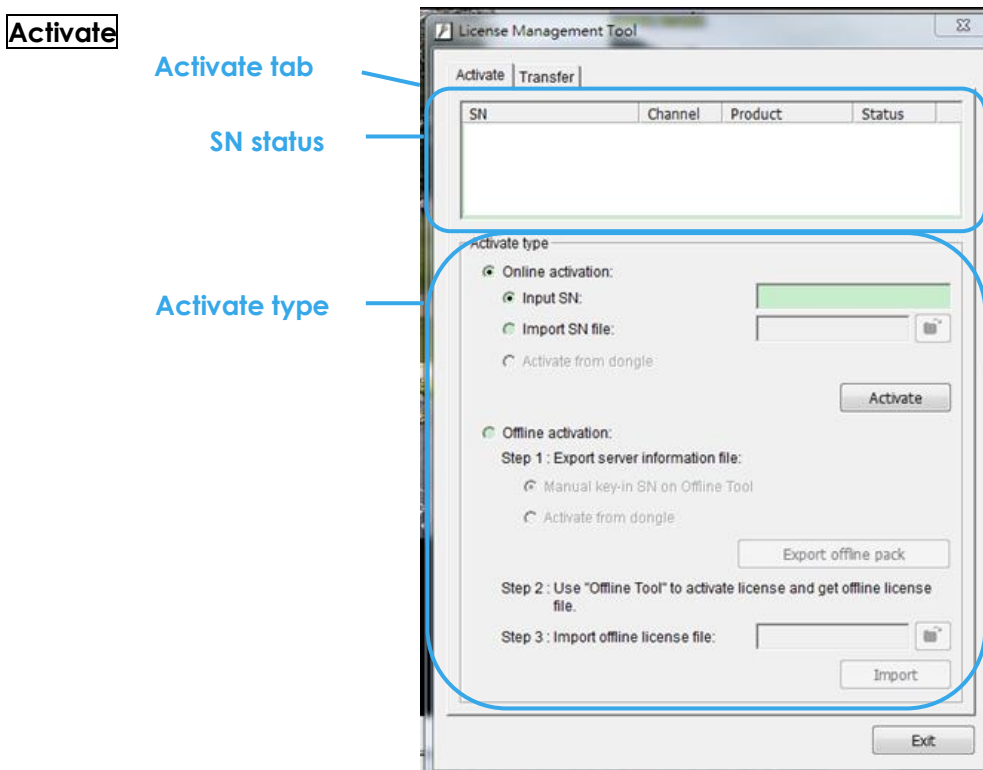 Activate
License Management Tool
Activate tab
Activate Transfer
SN Channel Product Status
SN status
Activate type
Online activation:
Input SN:
Activate type
Import SN file:
Activate from dongle
Activate
Offline activation:
Step 1 : Export server information file:
Manual key-in SN on Offline Tool
Activate from dongle
Export offline pack
Step 2 : Use "Offline Tool" to activate license and get offline license
file.
Step 3 : Import offline license file:
Import
Exit